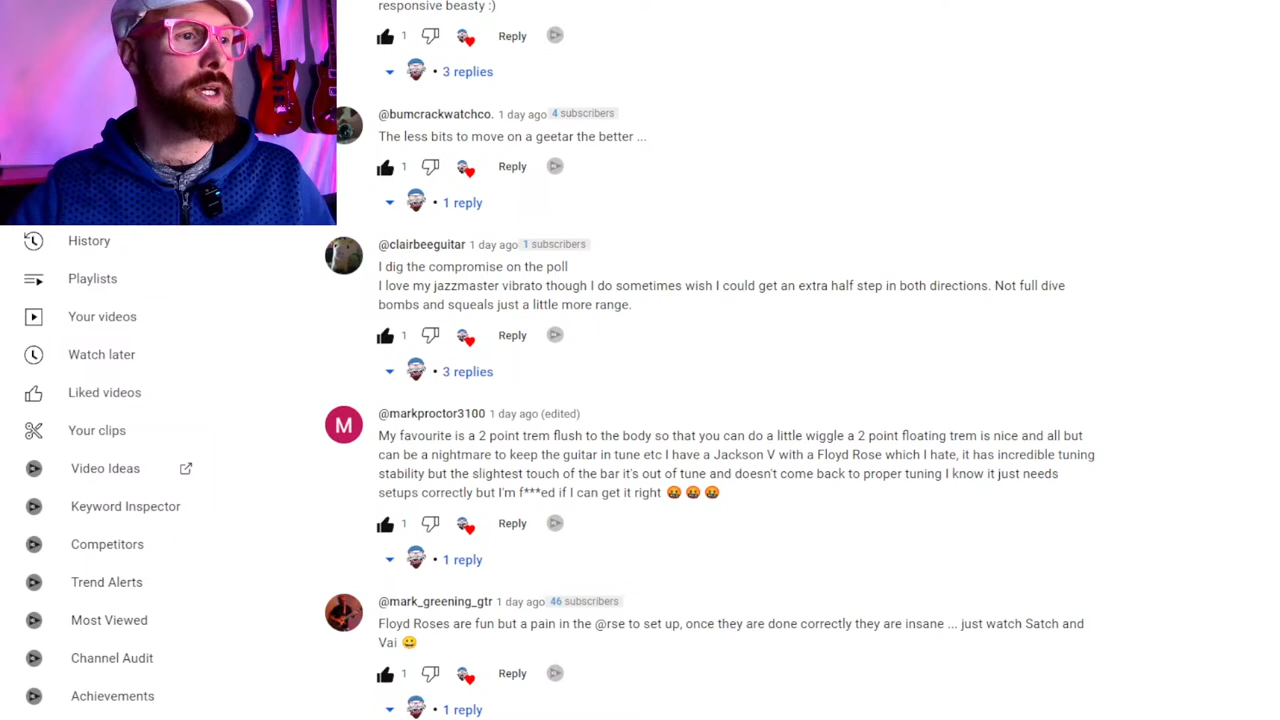 responsive beasty :)
1 Reply
• 3 replies
@bumcrackwatchco. 1 day ago 4 subscribers
The less bits to move on a geetar the better ...
1 Reply
• 1 reply
History
@clairbeeguitar 1 day ago 1 subscribers
I dig the compromise on the poll
Playlists
I love my jazzmaster vibrato though I do sometimes wish I could get an extra half step in both directions. Not full dive
bombs and squeals just a little more range.
Your videos
1 Reply
Watch later
• 3 replies
Liked videos
M
@markproctor3100 1 day ago (edited)
Your clips
My favourite is a 2 point trem flush to the body so that you can do a little wiggle a 2 point floating trem is nice and all but
can be a nightmare to keep the guitar in tune etc I have a Jackson V with a Floyd Rose which I hate, it has incredible tuning
Video Ideas
stability but the slightest touch of the bar it's out of tune and doesn't come back to proper tuning I know it just needs
setups correctly but I'm f***ed if I can get it right 🤬 🤬 🤬
Keyword Inspector
1 Reply
Competitors
• 1 reply
Trend Alerts
@mark_greening_gtr 1 day ago 46 subscribers
Most Viewed
Floyd Roses are fun but a pain in the @rse to set up, once they are done correctly they are insane ... just watch Satch and
Vai 😀
Channel Audit
1 Reply
Achievements
• 1 reply